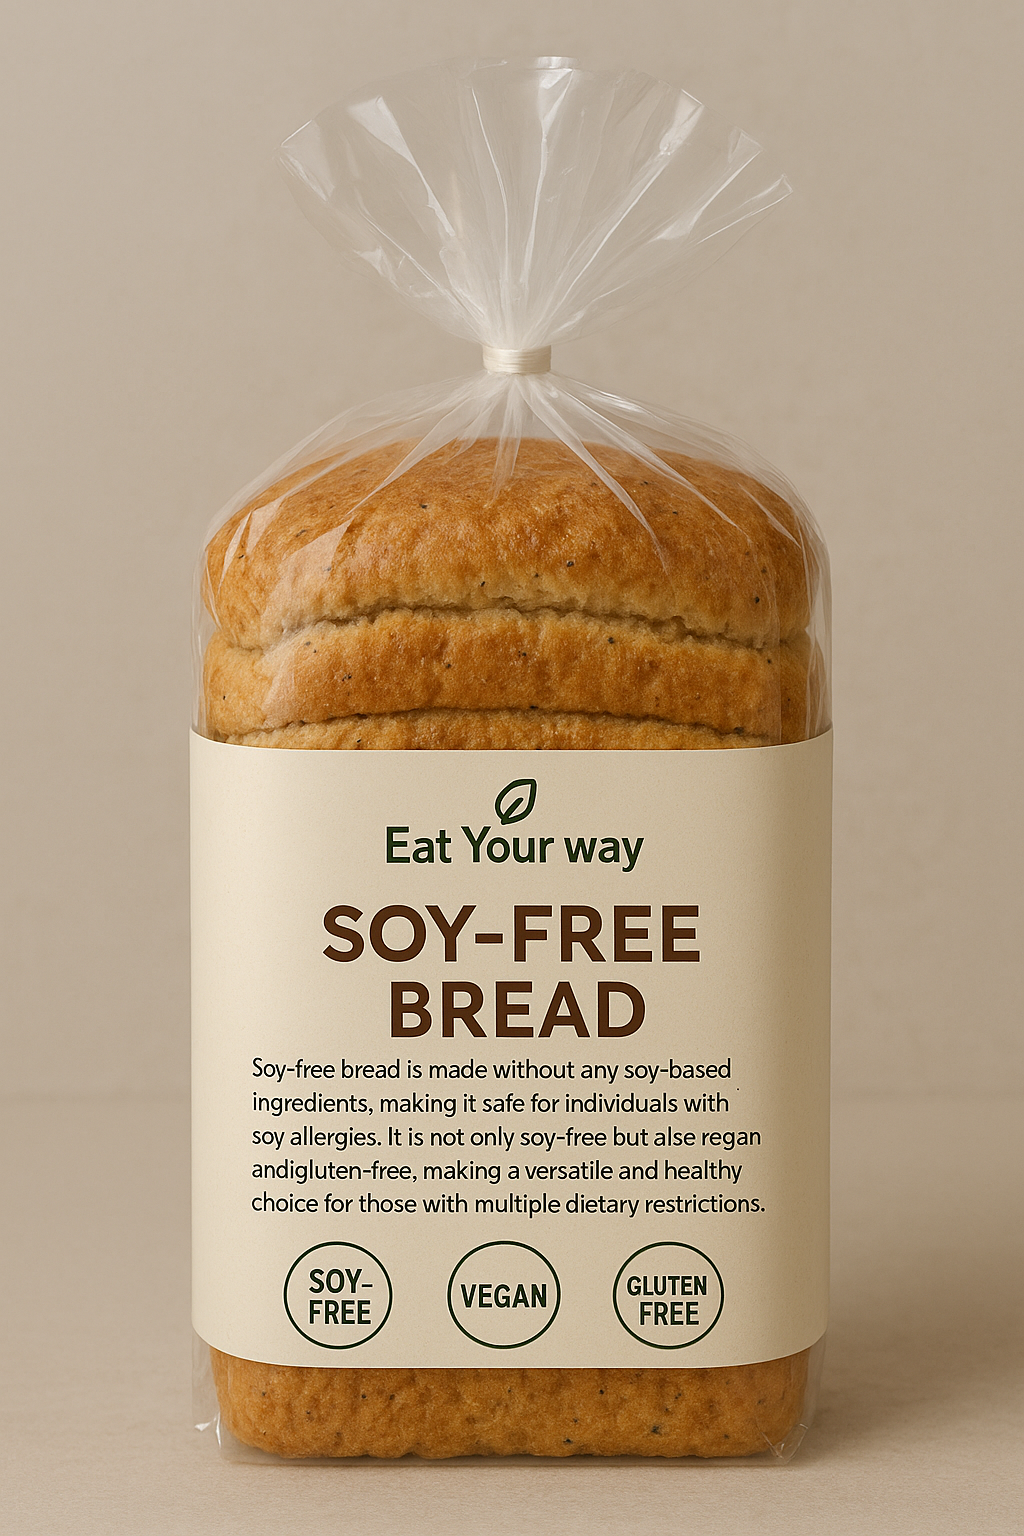 Eat Your way
SOY-FREE
BREAD
Soy-free bread is made without any soy-based
ingredients, making it safe for individuals with
soy allergies. It is not only soy-free but alse regan
andigluten-free, making a versatile and healthy
choice for those with multiple dietary restrictions.
SOY-
FREE
VEGAN
GLUTEN
FREE